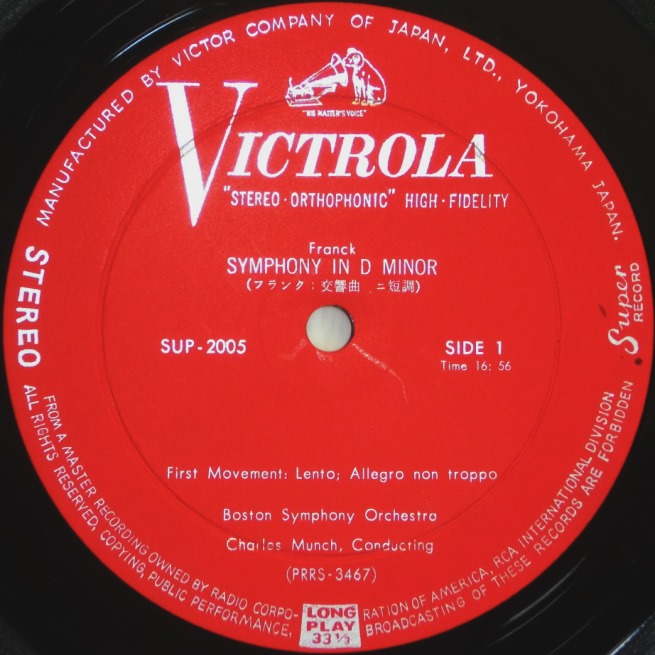 MANUFACTURED BY VICTOR COMPANY OF JAPAN, LTD., YOKOHAMA JAPAN.
"HIS MASTER'S VOICE"
VICTROLA
"STEREO·ORTHOPHONIC" HIGH·FIDELITY
Franck
SYMPHONY IN D MINOR
(フランク：交響曲 ニ短調)
STEREO
Super
RECORD
SUP-2005
SIDE 1
Time 16:56
First Movement: Lento; Allegro non troppo
Boston Symphony Orchestra
Charles Munch, Conducting
(PRRS-3467)
FROM A MASTER RECORDING OWNED BY RADIO CORPORATION OF AMERICA, RCA INTERNATIONAL DIVISION
ALL RIGHTS RESERVED, COPYING, PUBLIC PERFORMANCE, BROADCASTING OF THESE RECORDS ARE FORBIDDEN
LONG
PLAY
33⅓